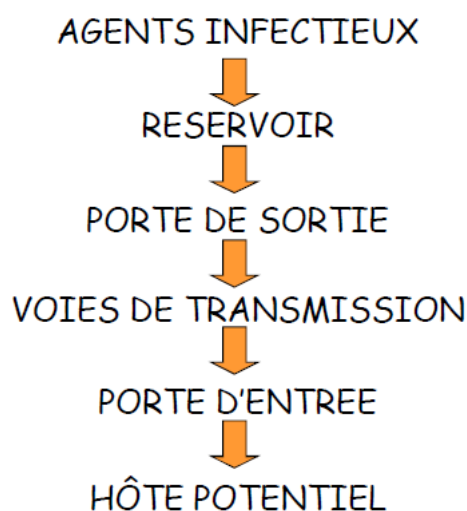 AGENTS INFECTIEUX
RESERVOIR
PORTE DE SORTIE
VOIES DE TRANSMISSION
PORTE D'ENTREE
HÔTE POTENTIEL